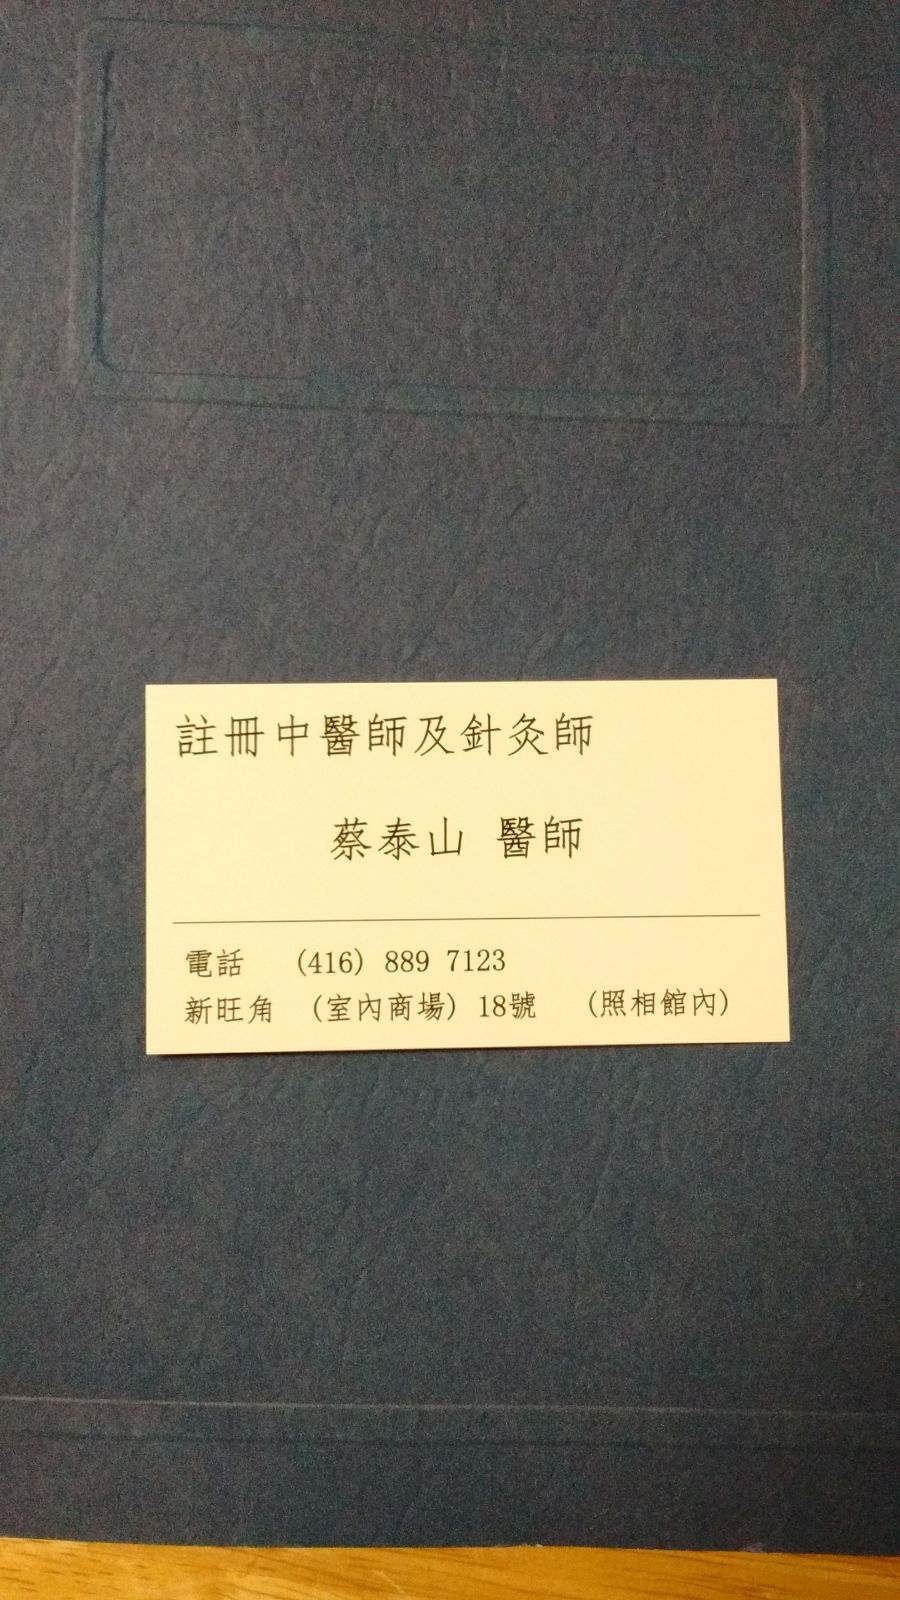 註冊中醫師及針灸師
蔡泰山 醫師
電話 (416) 889 7123
新旺角 (室內商場) 18號 (照相館內)